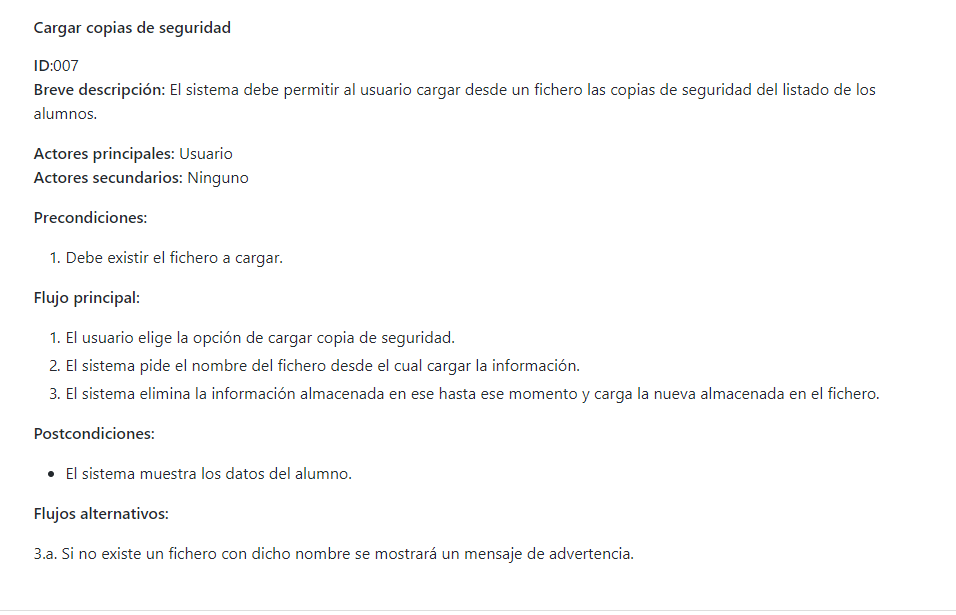 Cargar copias de seguridad
ID:007
Breve descripción: El sistema debe permitir al usuario cargar desde un fichero las copias de seguridad del listado de los
alumnos.
Actores principales: Usuario
Actores secundarios: Ninguno
Precondiciones:
1. Debe existir el fichero a cargar.
Flujo principal:
1. El usuario elige la opción de cargar copia de seguridad.
2. El sistema pide el nombre del fichero desde el cual cargar la información.
3. El sistema elimina la información almacenada en ese hasta ese momento y carga la nueva almacenada en el fichero.
Postcondiciones:
• El sistema muestra los datos del alumno.
Flujos alternativos:
3.a. Si no existe un fichero con dicho nombre se mostrará un mensaje de advertencia.